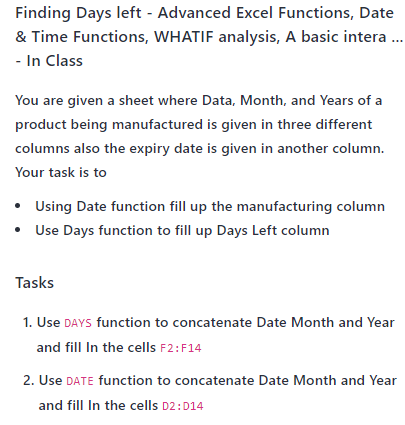 Finding Days left - Advanced Excel Functions, Date
& Time Functions, WHATIF analysis, A basic intera ...
- In Class
You are given a sheet where Data, Month, and Years of a
product being manufactured is given in three different
columns also the expiry date is given in another column.
Your task is to
• Using Date function fill up the manufacturing column
• Use Days function to fill up Days Left column
Tasks
1. Use DAYS function to concatenate Date Month and Year
and fill In the cells F2:F14
2. Use DATE function to concatenate Date Month and Year
and fill In the cells D2:D14